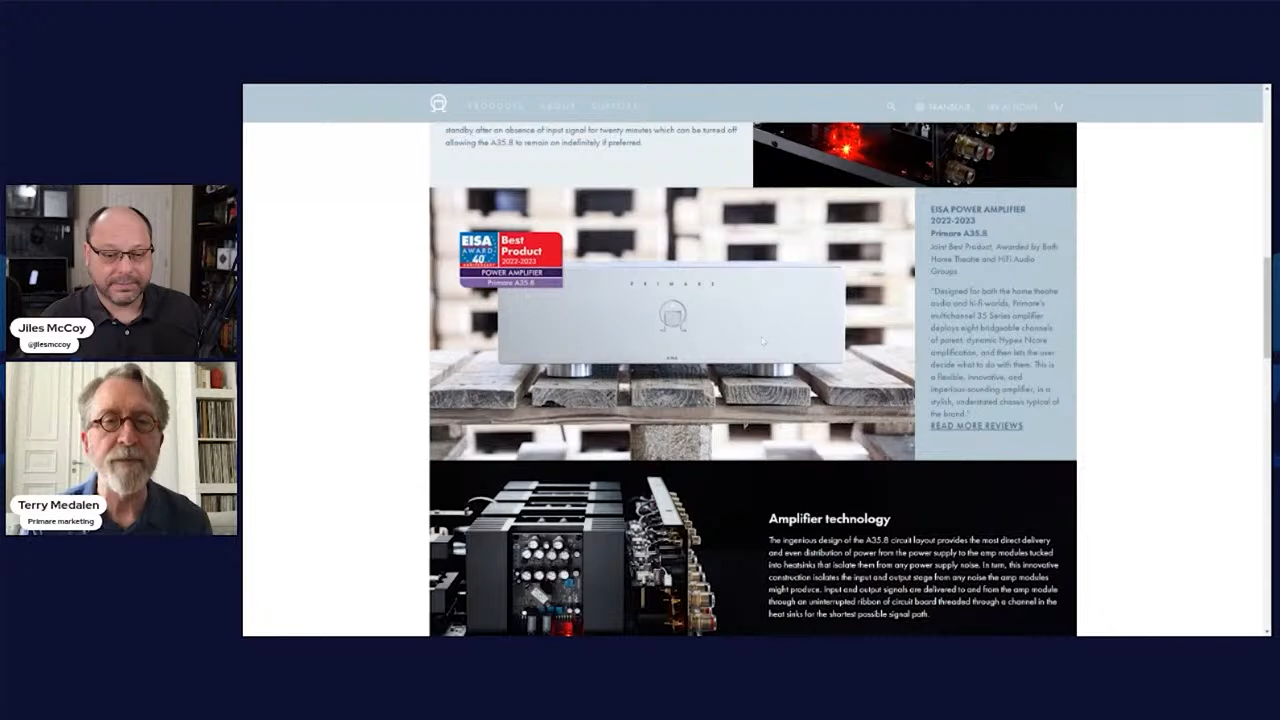 PRODUCTS ABOUT SUPPORT
standby after an absence of input signal for twenty minutes which can be turned off
allowing the A35.8 to remain on indefinitely if preferred.
EISA
AWARD
40
Best
Product
2022-2023
POWER AMPLIFIER
Primare A35.8
PRIMARE
EISA POWER AMPLIFIER
2022-2023
Primare A35.8
Joint Best Product, Awarded by Both
Home Theatre and HiFi Audio
Groups
"Designed for both the home theatre
audio and hi-fi worlds, Primare's
multichannel 35 Series amplifier
deploys eight bridgeable channels
of potent, dynamic Hypex Ncore
amplification, and then lets the user
decide what to do with them. This is
a flexible, innovative, and
imperious-sounding amplifier, in a
stylish, understated chassis typical of
the brand."
READ MORE REVIEWS
Jiles McCoy
@jilesmccoy
Terry Medalen
Primare marketing
Amplifier technology
The ingenious design of the A35.8 circuit layout provides the most direct delivery
and even distribution of power from the power supply to the amp modules tucked
into heatsinks that isolate them from any power supply noise. In turn, this innovative
construction isolates the input and output stage from any noise the amp modules
might produce. Input and output signals are delivered to and from the amp module
through an uninterrupted ribbon of circuit board threaded through a channel in the
heat sinks for the shortest possible signal path.